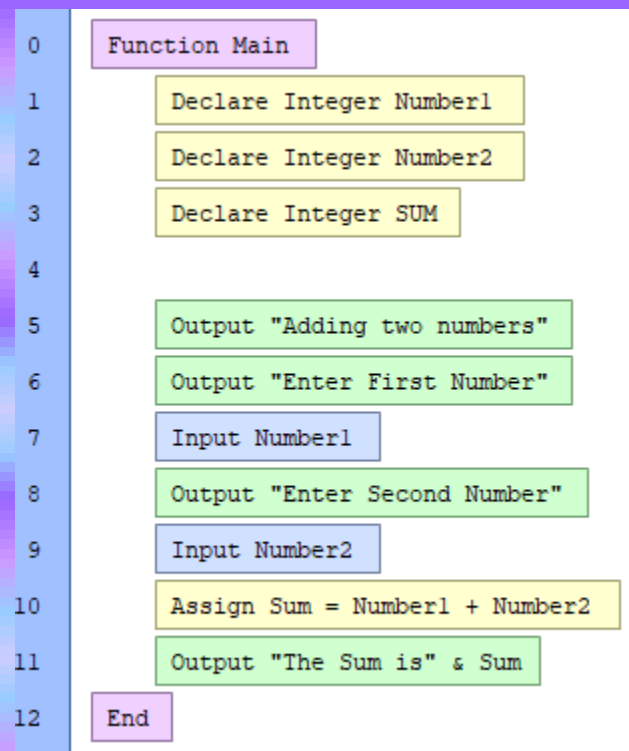 0 Function Main
1 Declare Integer Number1
2 Declare Integer Number2
3 Declare Integer SUM
4
5 Output "Adding two numbers"
6 Output "Enter First Number"
7 Input Number1
8 Output "Enter Second Number"
9 Input Number2
10 Assign Sum = Number1 + Number2
11 Output "The Sum is" & Sum
12 End